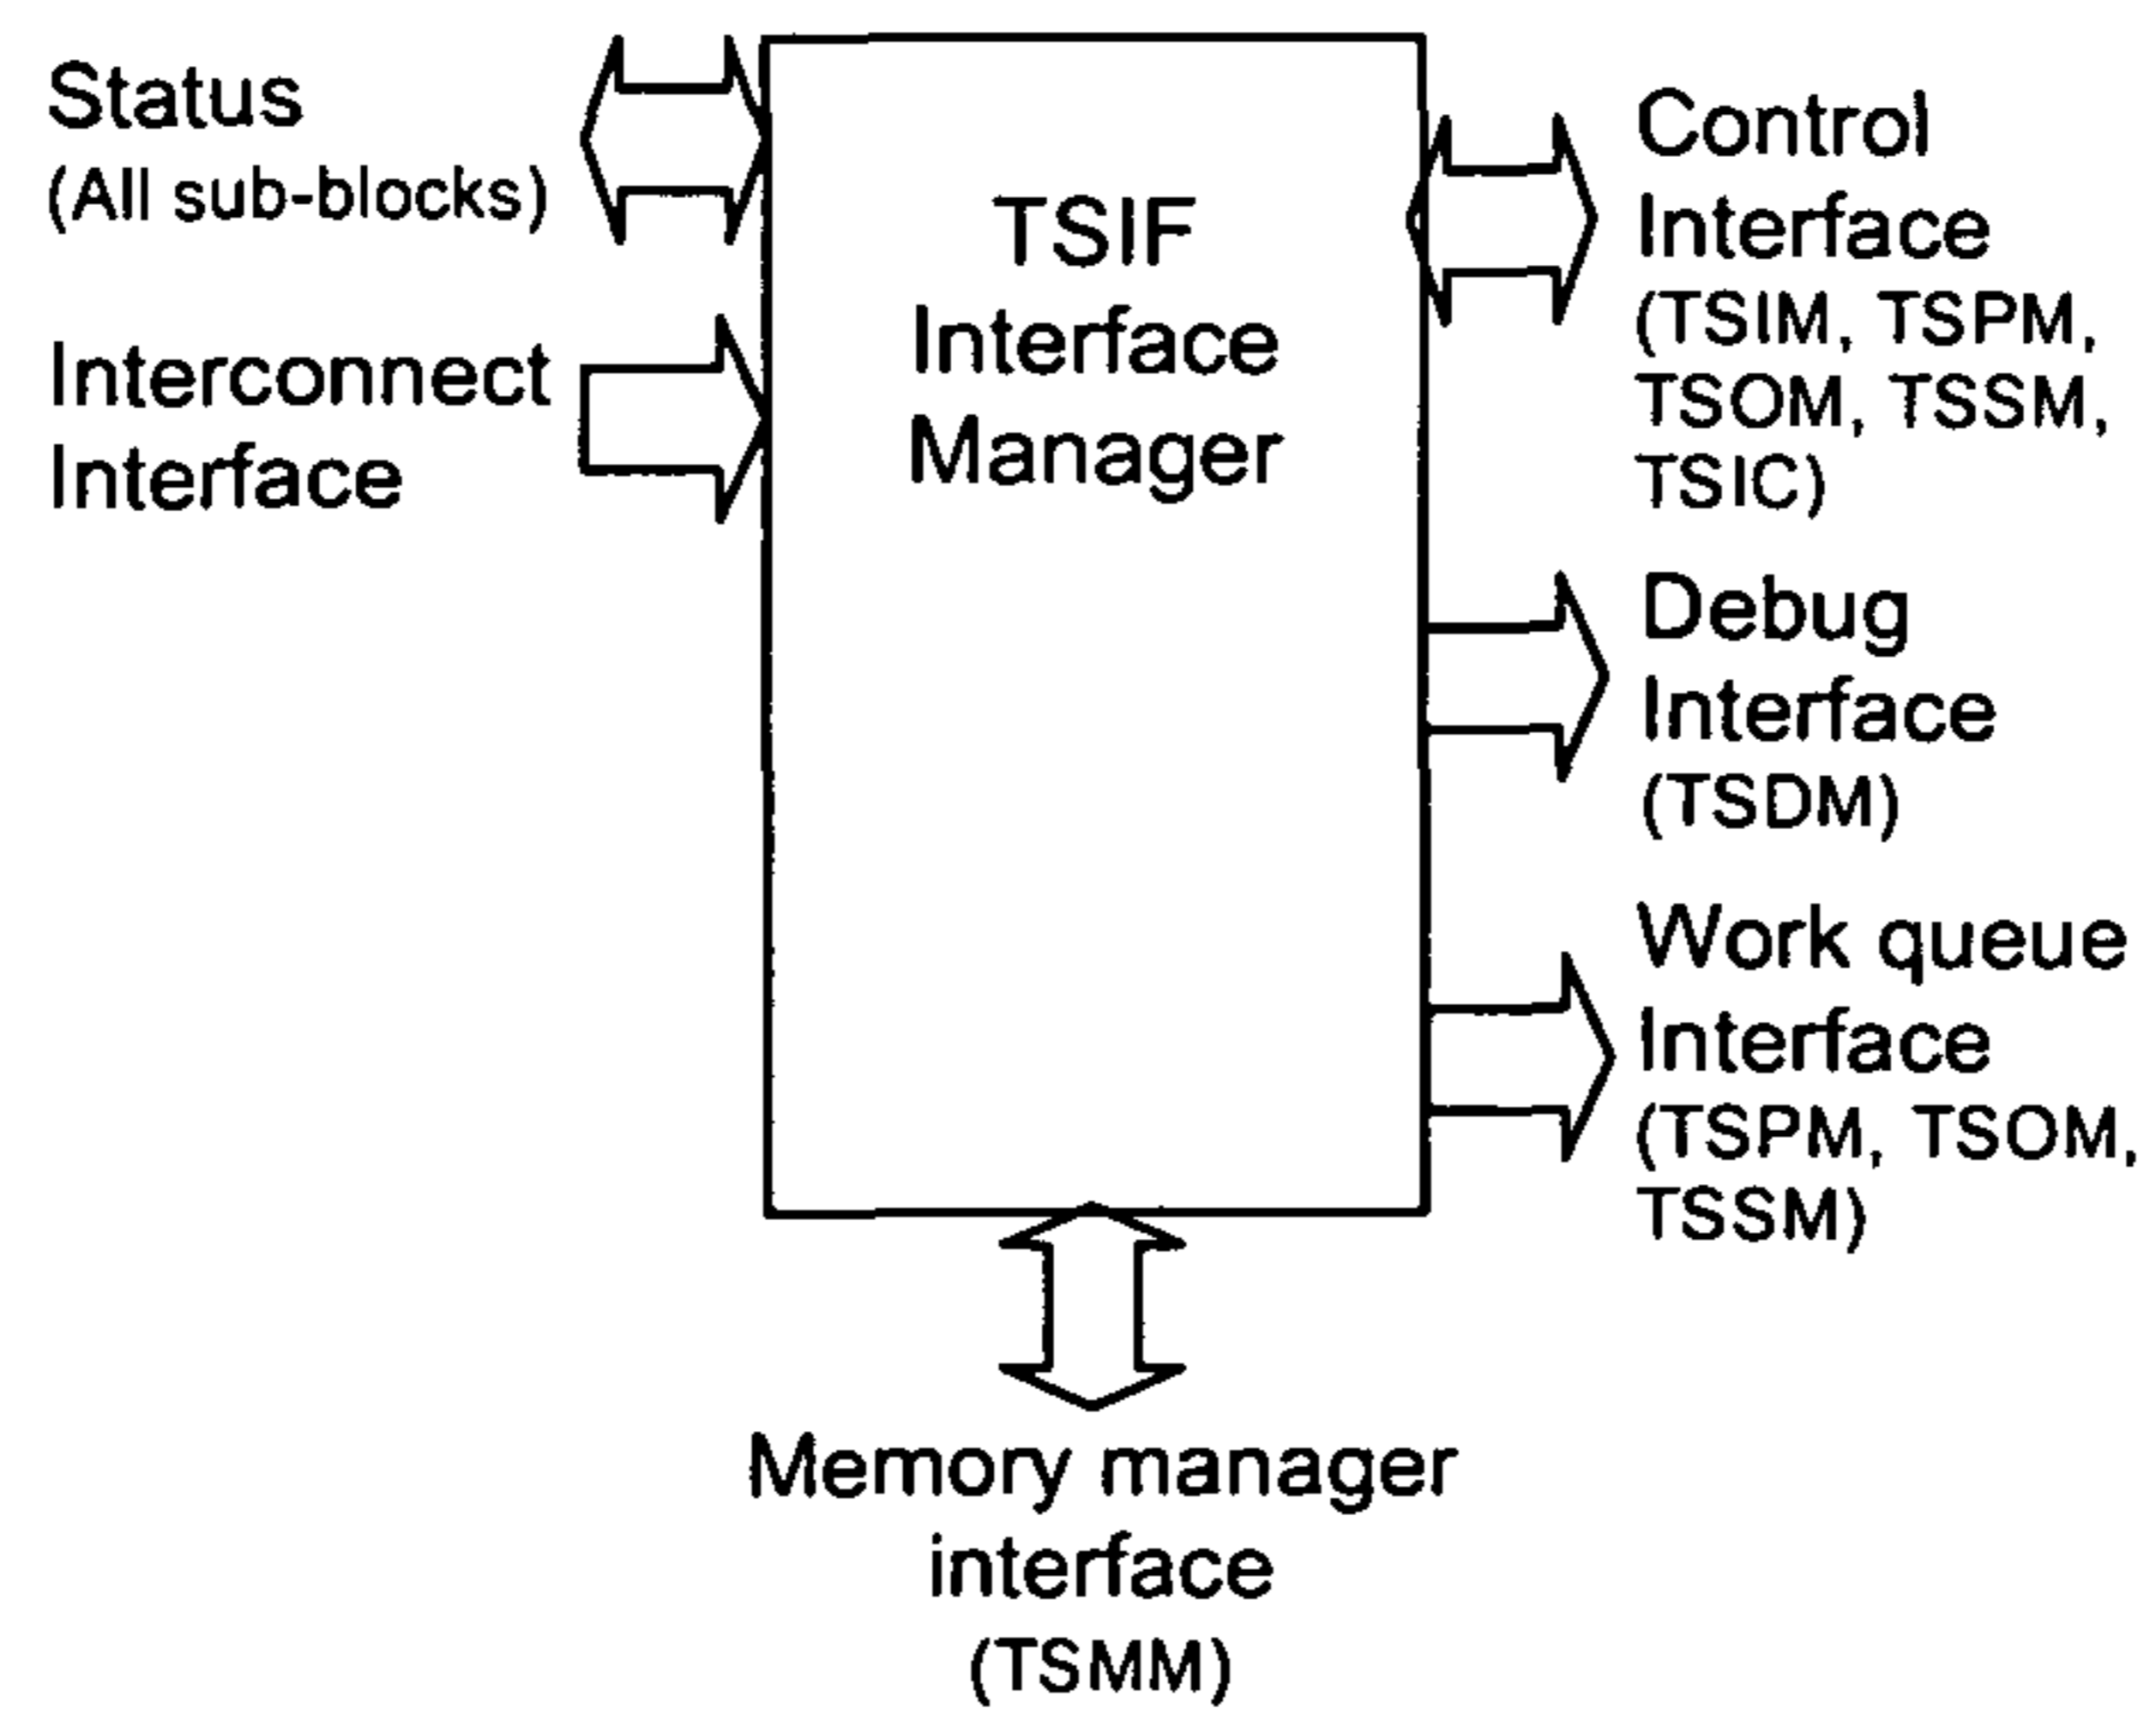 Status
(All sub-blocks)
Interconnect
Interface
TSIF
Interface
Manager
Control
Interface
(TSIM, TSPM,
TSOM, TSSM,
TSIC)
Debug
Interface
(TSDM)
Work queue
Interface
(TSPM, TSOM,
TSSM)
Memory manager
interface
(TSMM)